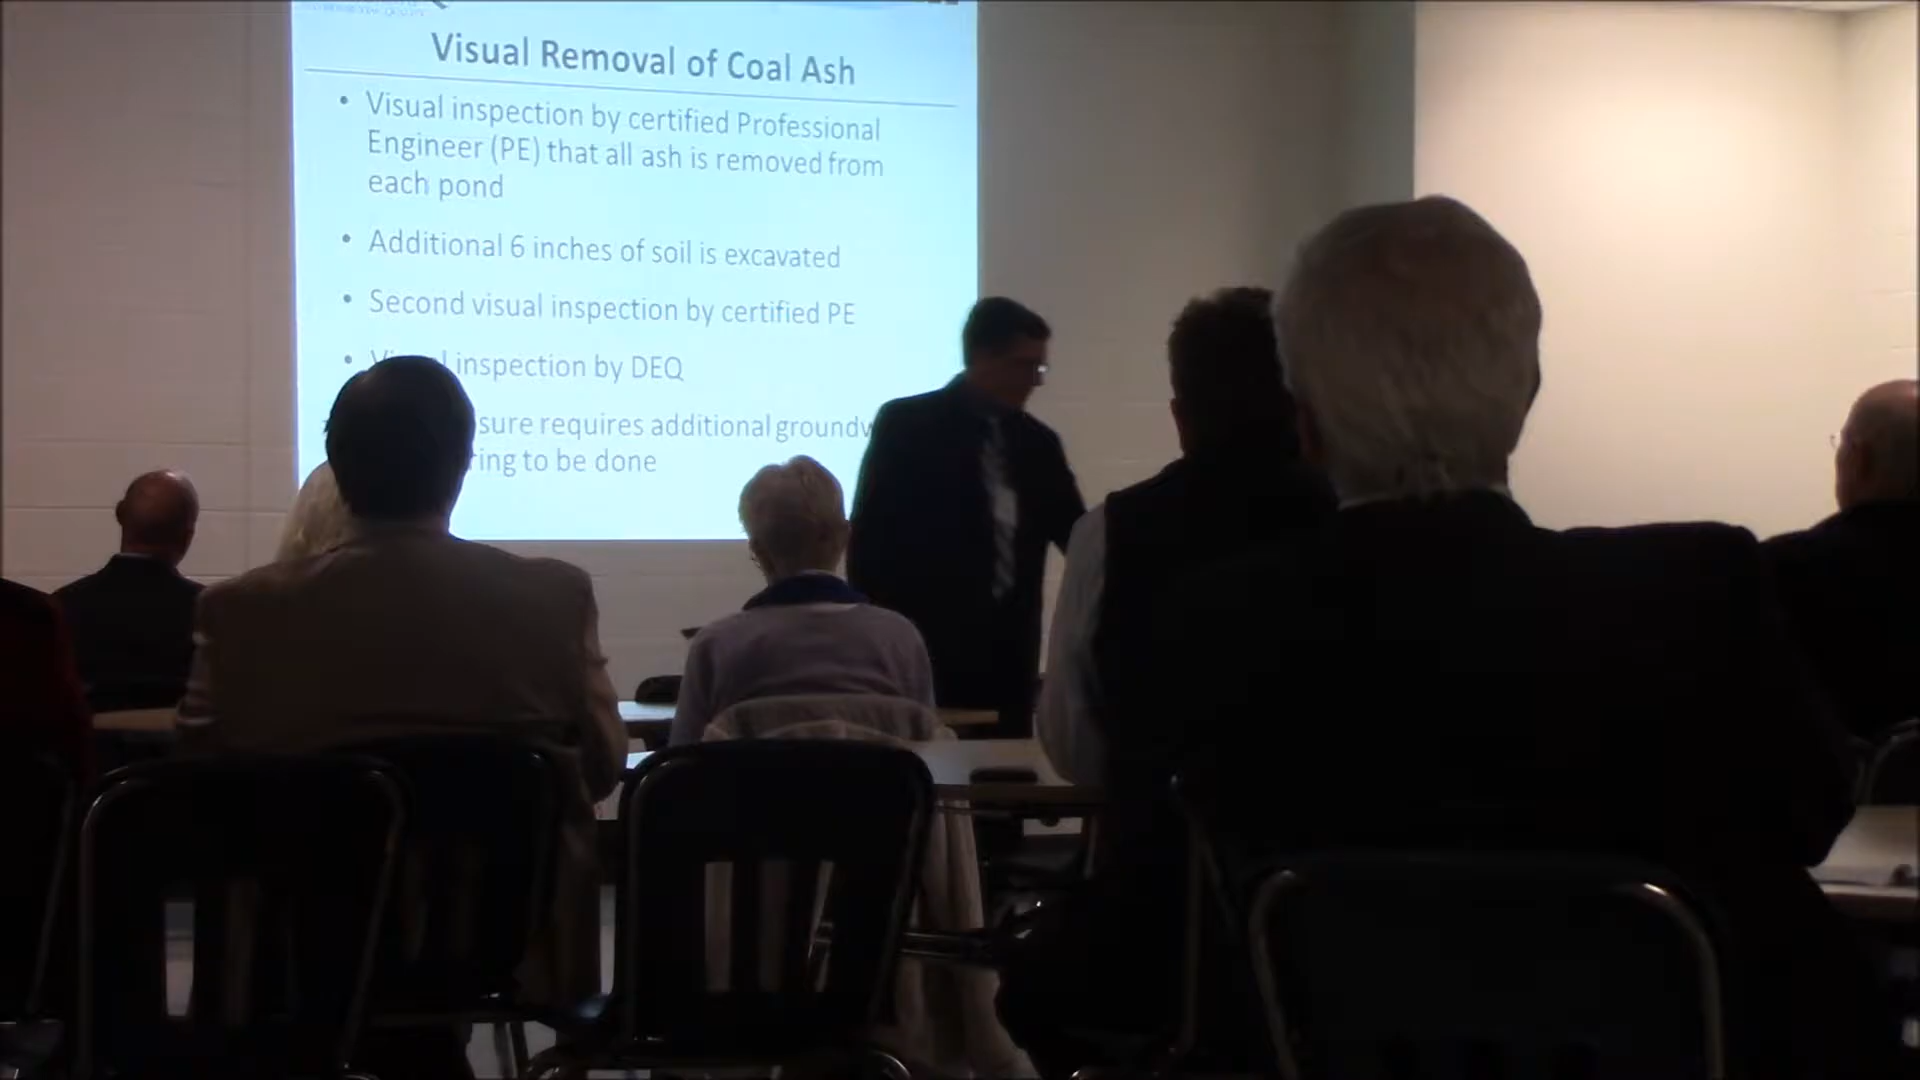 Visual Removal of Coal Ash
• Visual inspection by certified Professional
Engineer (PE) that all ash is removed from
each pond
• Additional 6 inches of soil is excavated
• Second visual inspection by certified PE
• inspection by DEQ
requires additional
to be done